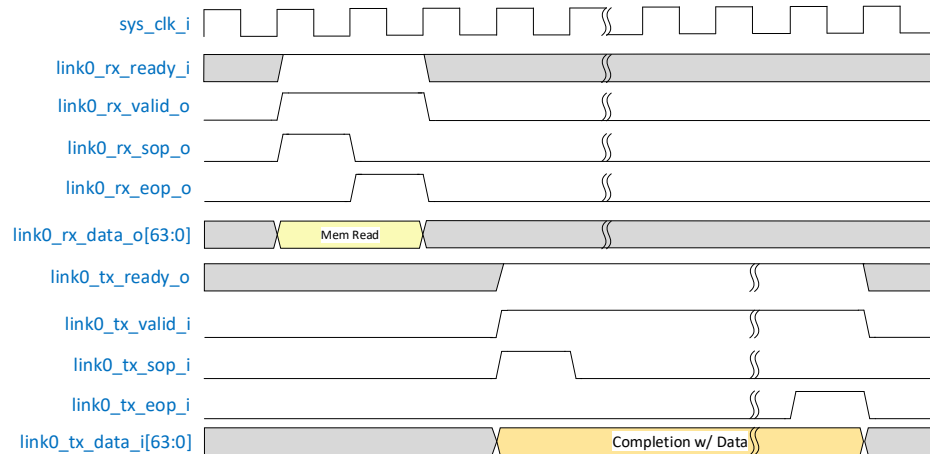 sys_clk_i
link0_rx_ready_i
link0_rx_valid_o
link0_rx_sop_o
link0_rx_eop_o
link0_rx_data_o[63:0]
Mem Read
link0_tx_ready_o
link0_tx_valid_i
link0_tx_sop_i
link0_tx_eop_i
link0_tx_data_i[63:0]
Completion w/ Data